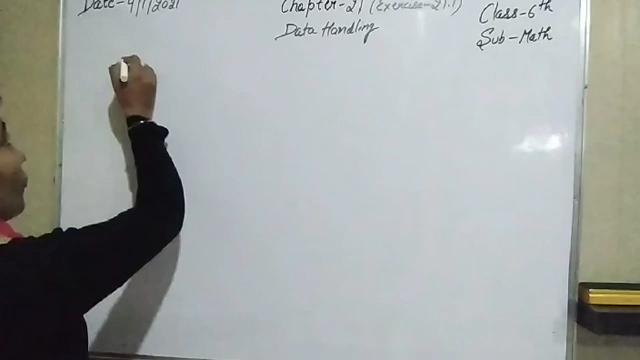 Date-4/1/2021
Chapter-21 (Exercise-21.1)
Data Handling
Class-6th
Sub-Math